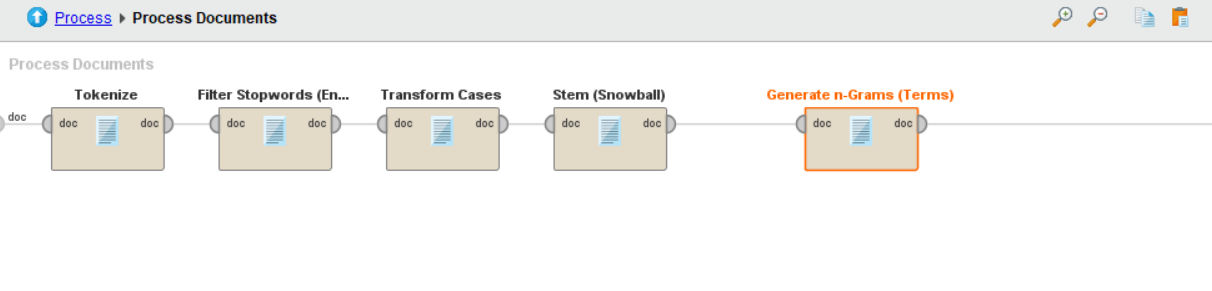 Process Process Documents
Process Documents
Tokenize Filter Stopwords (En... Transform Cases Stem (Snowball) Generate n-Grams (Terms)
doc doc doc doc doc doc doc doc doc doc doc